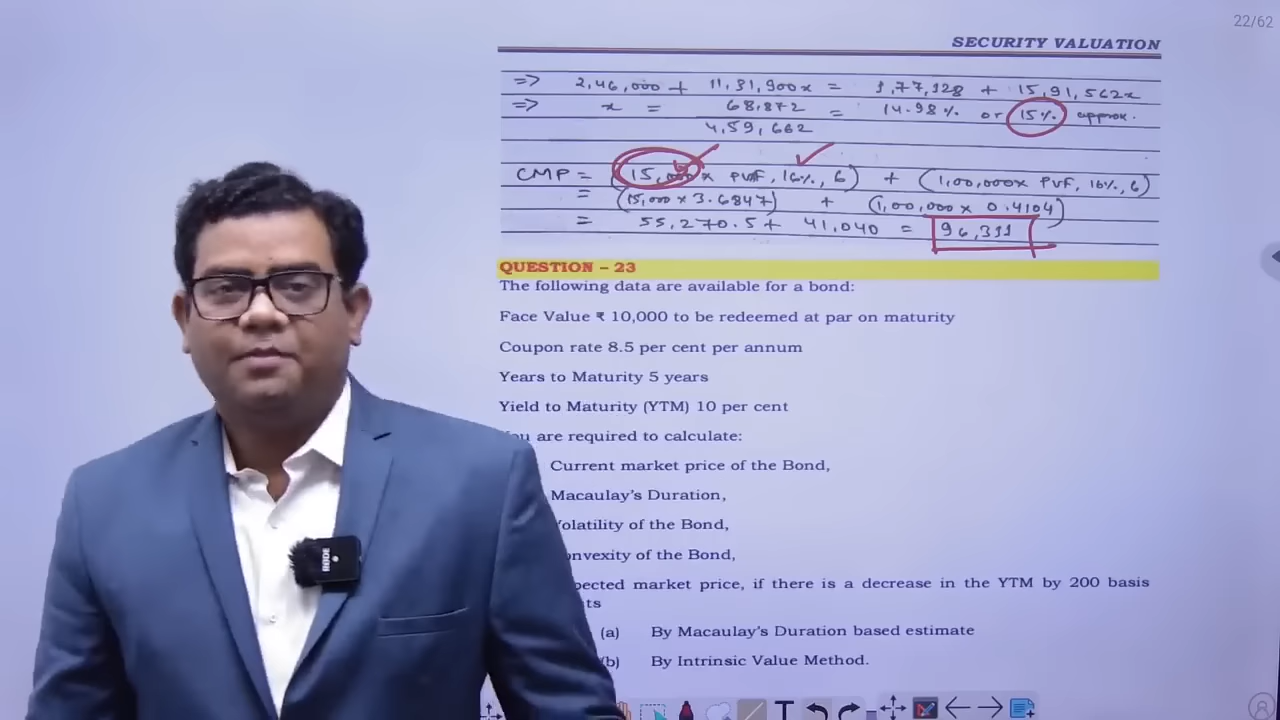 22/62
SECURITY VALUATION
=> 2,46,000 + 11,31,900x = 1,77,128 + 15,91,562x
=> x = 68,872 = 14.98% or 15% approx.
4,59,662
CMP = (15,000 x PVAF, 16%, 6) + (1,00,000x PVF, 16%, 6)
= (15,000 x 3.6847) + (1,00,000 x 0.4104)
= 55,270.5 + 41,040 = 96,311
QUESTION – 23
The following data are available for a bond:
Face Value ₹ 10,000 to be redeemed at par on maturity
Coupon rate 8.5 per cent per annum
Years to Maturity 5 years
Yield to Maturity (YTM) 10 per cent
You are required to calculate:
Current market price of the Bond,
Macaulay's Duration,
Volatility of the Bond,
onvexity of the Bond,
pected market price, if there is a decrease in the YTM by 200 basis
ts
(a) By Macaulay's Duration based estimate
(b) By Intrinsic Value Method.
RODE
T